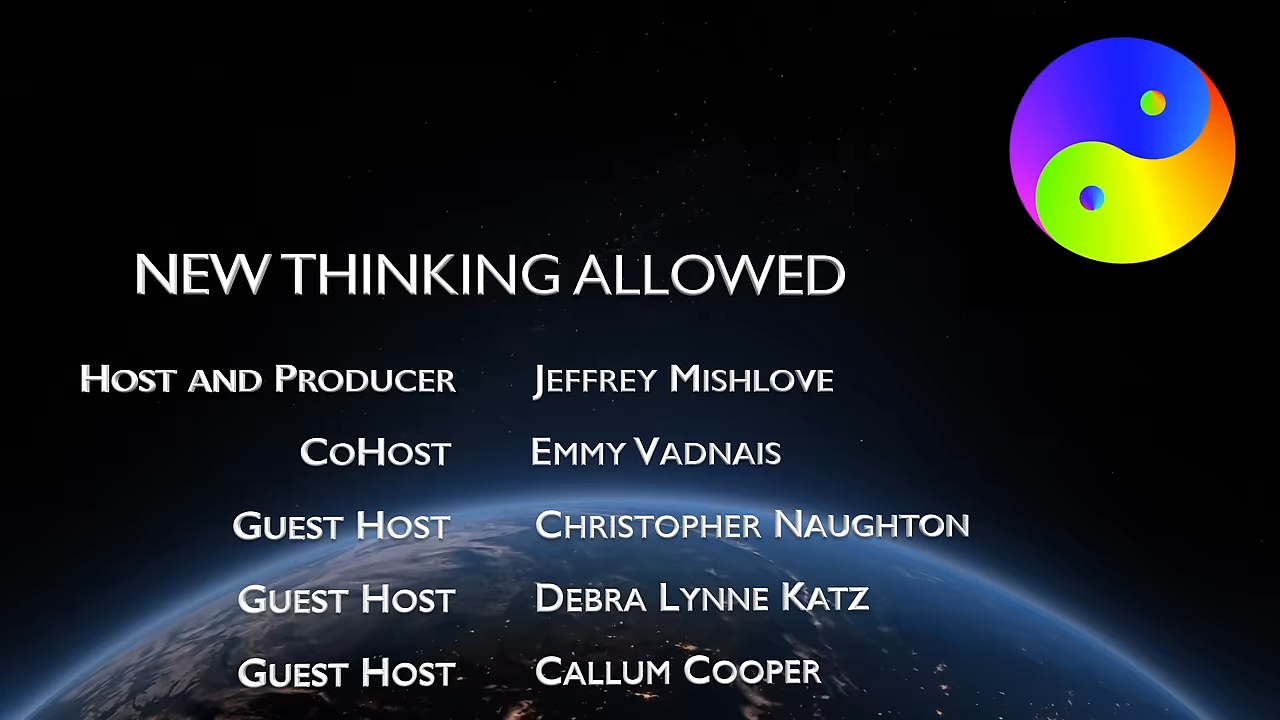 NEW THINKING ALLOWED
HOST AND PRODUCER JEFFREY MISHLOVE
COHOST EMMY VADNAIS
GUEST HOST CHRISTOPHER NAUGHTON
GUEST HOST DEBRA LYNNE KATZ
GUEST HOST CALLUM COOPER